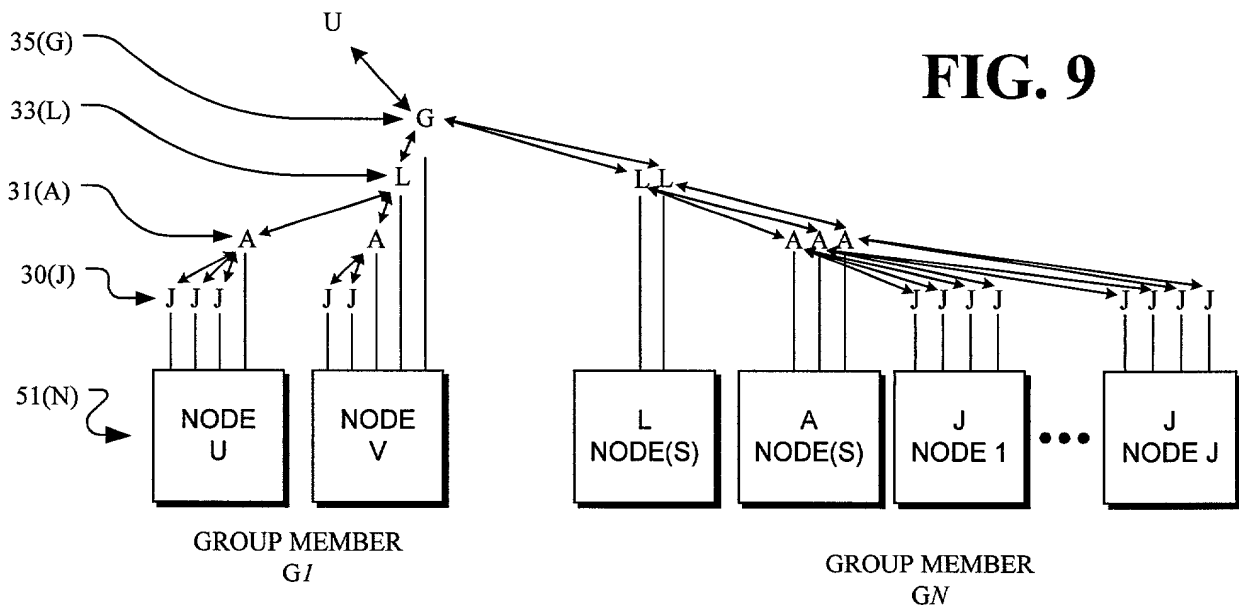 U
35(G)
FIG. 9
33(L)
G
L
L L
31(A)
A
A
A A A
30(J)
J J J
J J
J J J J
J J J J
51(N)
NODE
U
NODE
V
L
NODE(S)
A
NODE(S)
J
NODE 1
•••
J
NODE J
GROUP MEMBER
G1
GROUP MEMBER
GN